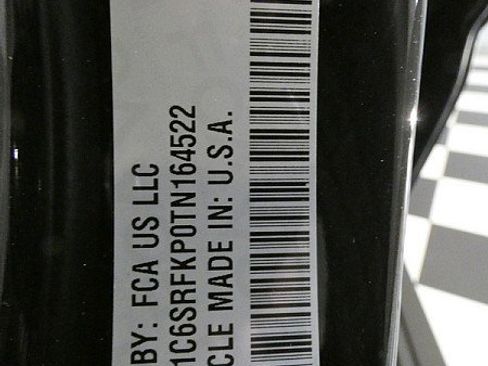 BY: FCA US LLC
1C6SRFKP0TN164522
CLE MADE IN: U.S.A.